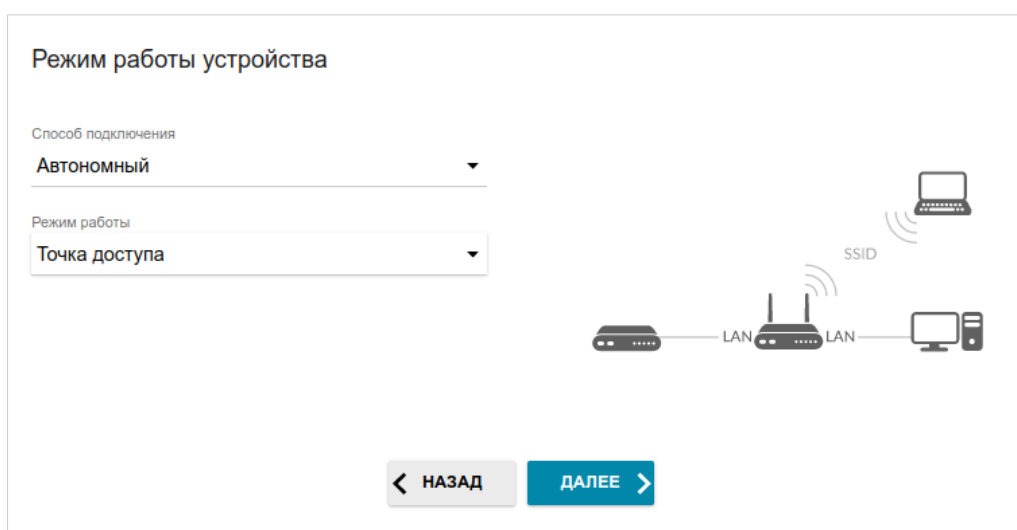 Режим работы устройства
Способ подключения
Автономный
Режим работы
Точка доступа
SSID
LAN
LAN
НАЗАД
ДАЛЕЕ